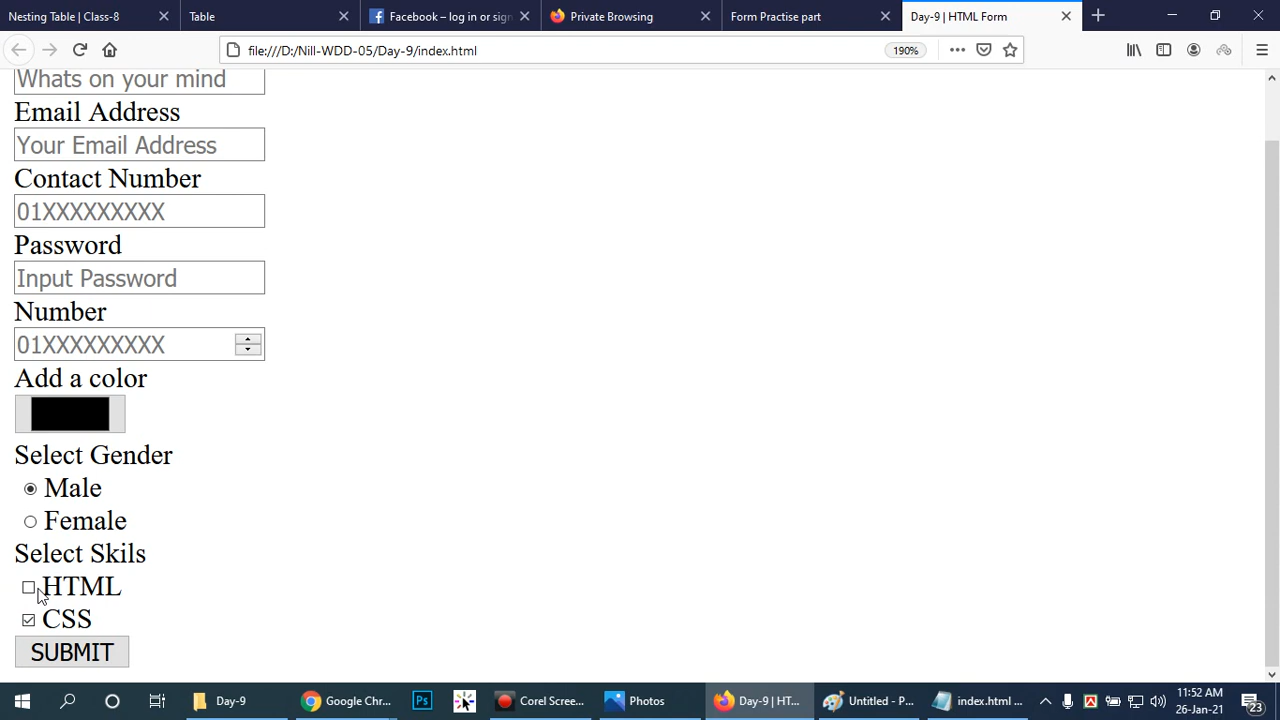 Nesting Table | Class-8
Table
Facebook – log in or sign
Private Browsing
Form Practise part
Day-9 | HTML Form
file:///D:/Nill-WDD-05/Day-9/index.html
190%
Whats on your mind
Email Address
Your Email Address
Contact Number
01XXXXXXXXX
Password
Input Password
Number
01XXXXXXXXX
Add a color
Select Gender
Male
Female
Select Skils
HTML
CSS
SUBMIT
Day-9
Google Chr...
Ps
Corel Scree...
Photos
Day-9 | HT...
Untitled - P...
index.html ...
11:52 AM
26-Jan-21
23